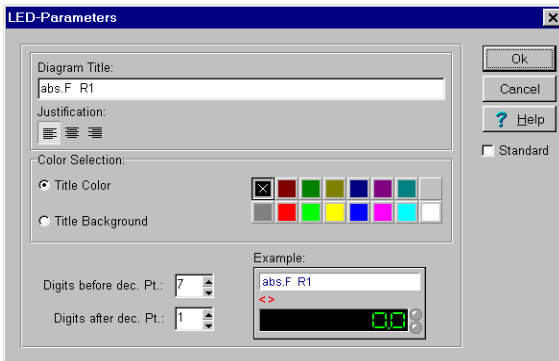 LED-Parameters
Diagram Title:
abs.F R1
Justification:
Color Selection:
Title Color
Title Background
Digits before dec. Pt.: 7
Digits after dec. Pt.: 1
Example:
abs.F R1
<>
0.0
Ok
Cancel
? Help
Standard